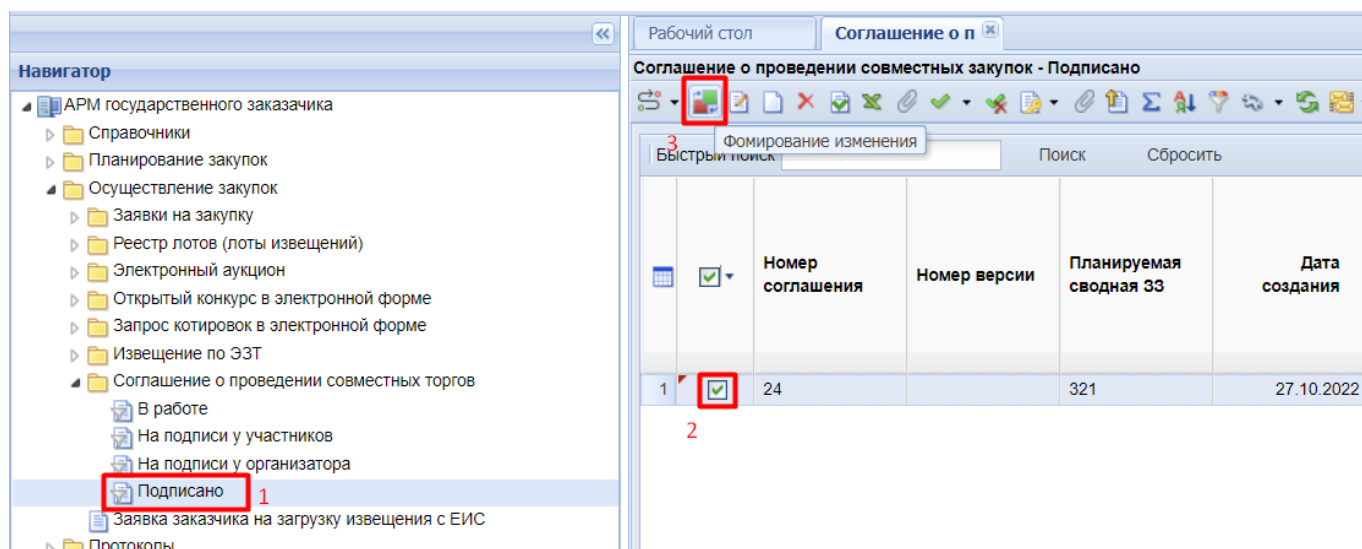 Рабочий стол
Соглашение о п
Навигатор
Соглашение о проведении совместных закупок - Подписано
АРМ государственного заказачика
Справочники
Планирование закупок
Осуществление закупок
Заявки на закупку
Реестр лотов (лоты извещений)
Электронный аукцион
Открытый конкурс в электронной форме
Запрос котировок в электронной форме
Извещение по ЭЗТ
Соглашение о проведении совместных торгов
В работе
На подписи у участников
На подписи у организатора
Подписано
1
Заявка заказчика на загрузку извещения с ЕИС
Протоколы
3
Фомирование изменения
Быстрый поиск
Поиск
Сбросить
Номер соглашения
Номер версии
Планируемая сводная ЗЗ
Дата создания
1
24
321
27.10.2022
2